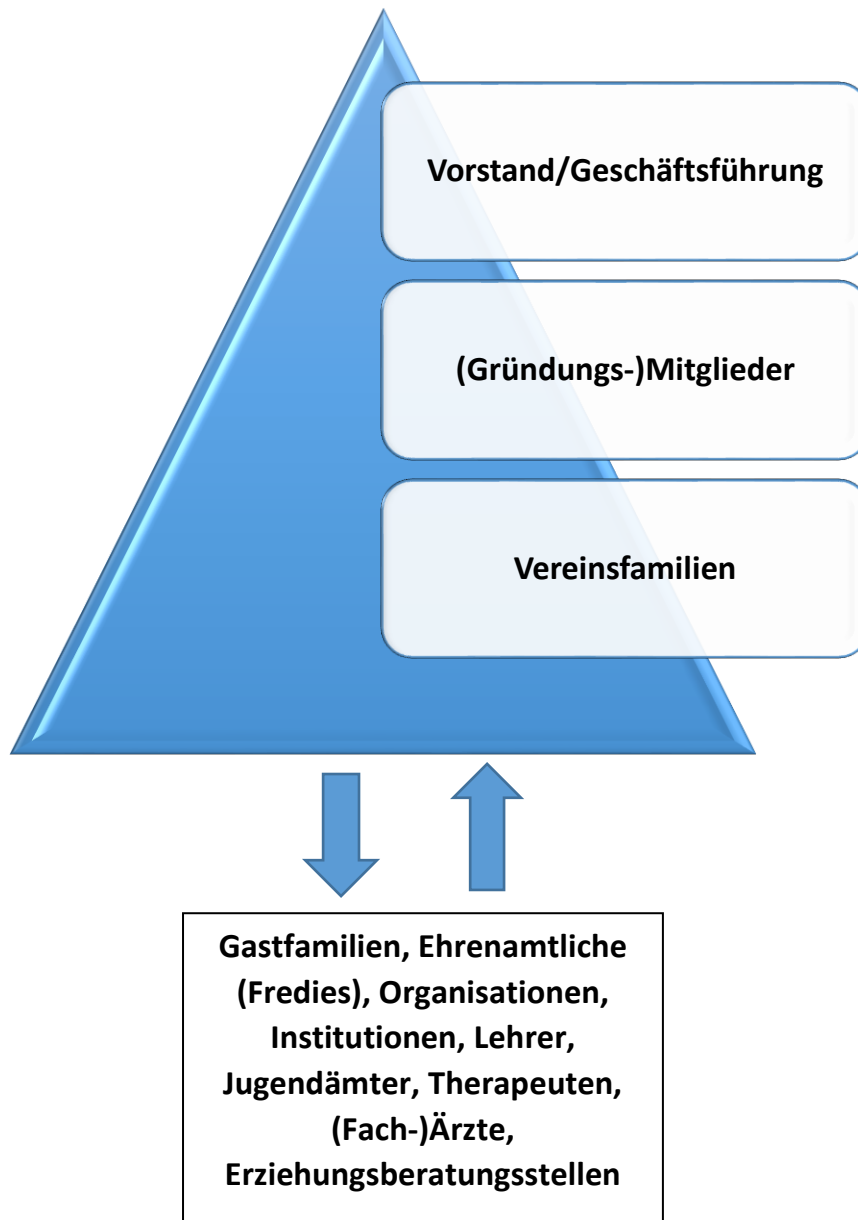 Vorstand/Geschäftsführung
(Gründungs-)Mitglieder
Vereinsfamilien
Gastfamilien, Ehrenamtliche
(Fredies), Organisationen,
Institutionen, Lehrer,
Jugendämter, Therapeuten,
(Fach-)Ärzte,
Erziehungsberatungsstellen